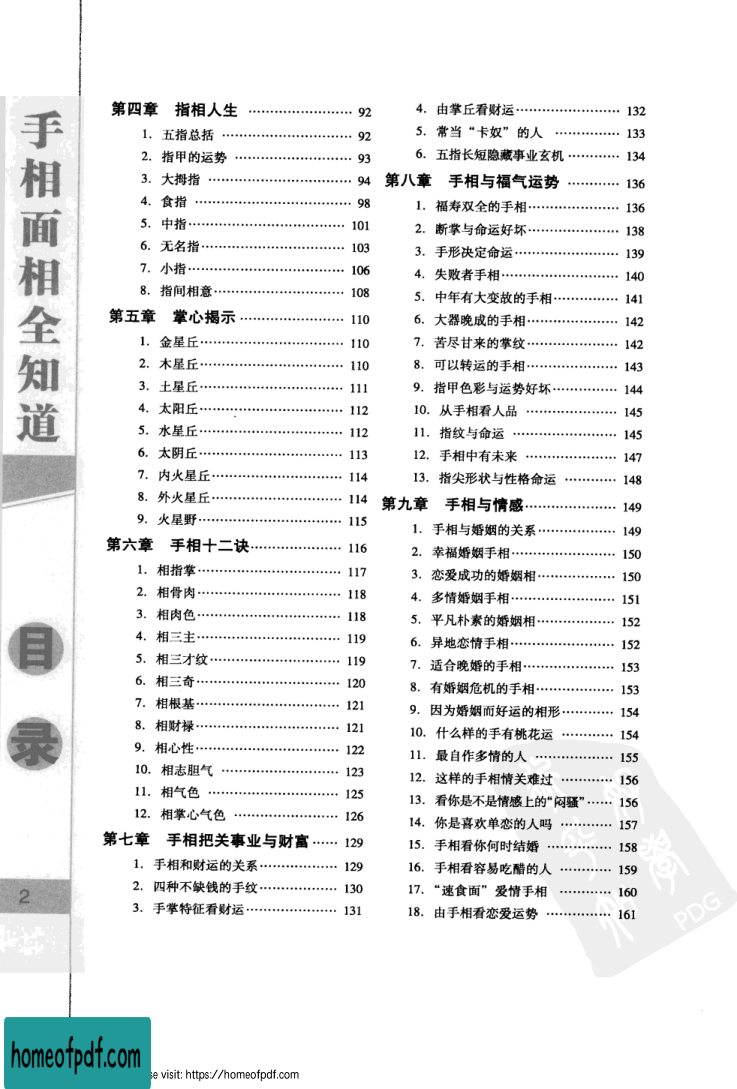 手相面相全知道
目录
2
第四章 指相人生 …………………… 92
1. 五指总括 …………………… 92
2. 指甲的运势 …………………… 93
3. 大拇指 …………………… 94
4. 食指 …………………… 98
5. 中指…………………… 101
6. 无名指…………………… 103
7. 小指…………………… 106
8. 指间相意…………………… 108
第五章 掌心揭示…………………… 110
1. 金星丘…………………… 110
2. 木星丘…………………… 110
3. 土星丘…………………… 111
4. 太阳丘…………………… 112
5. 水星丘…………………… 112
6. 太阴丘…………………… 113
7. 内火星丘…………………… 114
8. 外火星丘…………………… 114
9. 火星野…………………… 115
第六章 手相十二诀…………………… 116
1. 相指掌…………………… 117
2. 相骨肉…………………… 118
3. 相肉色…………………… 118
4. 相三主…………………… 119
5. 相三才纹…………………… 119
6. 相三奇…………………… 120
7. 相根基…………………… 121
8. 相财禄…………………… 121
9. 相心性…………………… 122
10. 相志胆气 …………………… 123
11. 相气色 …………………… 125
12. 相掌心气色 …………………… 126
第七章 手相把关事业与财富…… 129
1. 手相和财运的关系…………… 129
2. 四种不缺钱的手纹…………… 130
3. 手掌特征看财运……………… 131
4. 由掌丘看财运………………… 132
5. 常当“卡奴”的人 ………… 133
6. 五指长短隐藏事业玄机………… 134
第八章 手相与福气运势 ………… 136
1. 福寿双全的手相……………… 136
2. 断掌与命运好坏……………… 138
3. 手形决定命运………………… 139
4. 失败者手相…………………… 140
5. 中年有大变故的手相………… 141
6. 大器晚成的手相……………… 142
7. 苦尽甘来的掌纹……………… 142
8. 可以转运的手相……………… 143
9. 指甲色彩与运势好坏………… 144
10. 从手相看人品 ……………… 145
11. 指纹与命运 ………………… 145
12. 手相中有未来 ……………… 147
13. 指尖形状与性格命运 ………… 148
第九章 手相与情感………………… 149
1. 手相与婚姻的关系…………… 149
2. 幸福婚姻手相………………… 150
3. 恋爱成功的婚姻相…………… 150
4. 多情婚姻手相………………… 151
5. 平凡朴素的婚姻相…………… 152
6. 异地恋情手相………………… 152
7. 适合晚婚的手相……………… 153
8. 有婚姻危机的手相…………… 153
9. 因为婚姻而好运的相形……… 154
10. 什么样的手有桃花运 ……… 154
11. 最自作多情的人 …………… 155
12. 这样的手相情关难过 ……… 156
13. 看你是不是情感上的“闷骚”…… 156
14. 你是喜欢单恋的人吗 ……… 157
15. 手相看你何时结婚 ………… 158
16. 手相看容易吃醋的人 ……… 159
17. “速食面”爱情手相 ……… 160
18. 由手相看恋爱运势 ………… 161
PDG
homeofpdf.com
se visit: https://homeofpdf.com